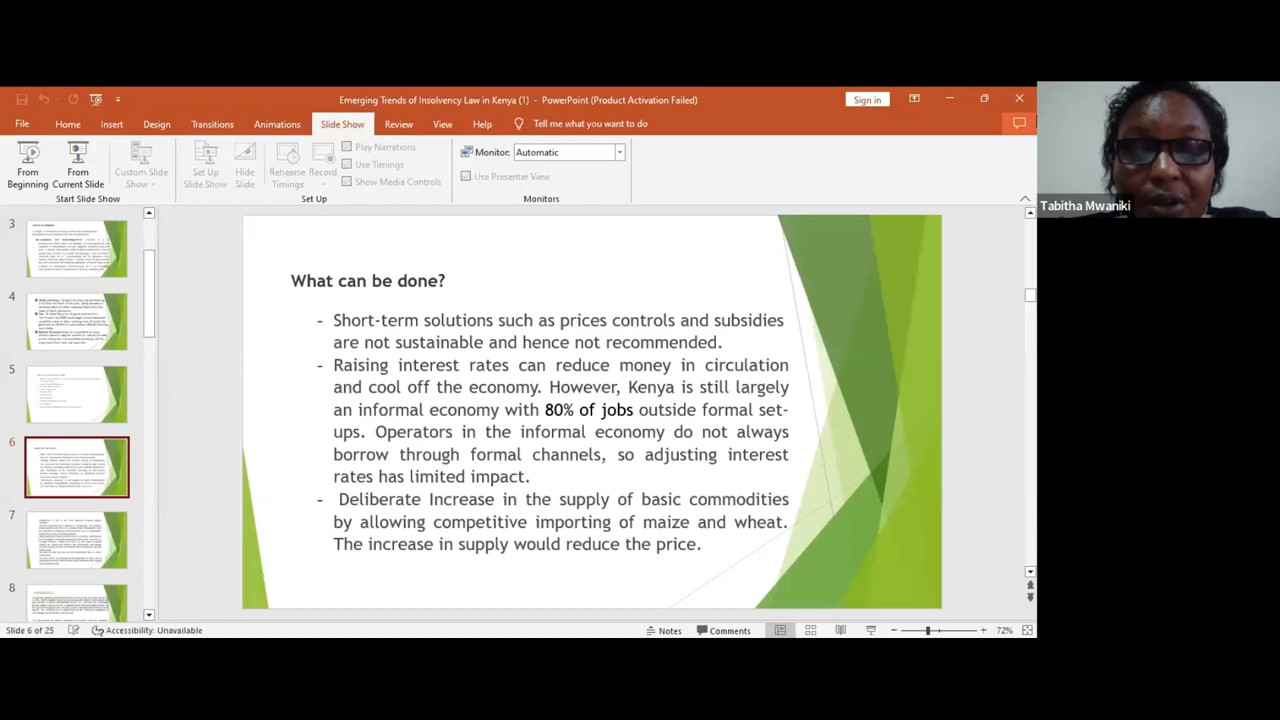 Emerging Trends of Insolvency Law in Kenya (1) - PowerPoint (Product Activation Failed)
Sign in
File Home Insert Design Transitions Animations Slide Show Review View Help Tell me what you want to do
From Beginning
From Current Slide
Custom Slide Show
Set Up Slide Show
Hide Slide
Rehearse Timings
Record
Play Narrations
Use Timings
Show Media Controls
Monitor: Automatic
Use Presenter View
Start Slide Show Set Up Monitors
Tabitha Mwaniki
3
4
5
6
7
8
What can be done?
- Short-term solutions such as prices controls and subsidies
are not sustainable and hence not recommended.
- Raising interest rates can reduce money in circulation
and cool off the economy. However, Kenya is still largely
an informal economy with 80% of jobs outside formal set-
ups. Operators in the informal economy do not always
borrow through formal channels, so adjusting interest
rates has limited impact.
- Deliberate Increase in the supply of basic commodities
by allowing competitive importing of maize and wheat.
The increase in supply would reduce the price.
Slide 6 of 25 Accessibility: Unavailable Notes Comments 72%